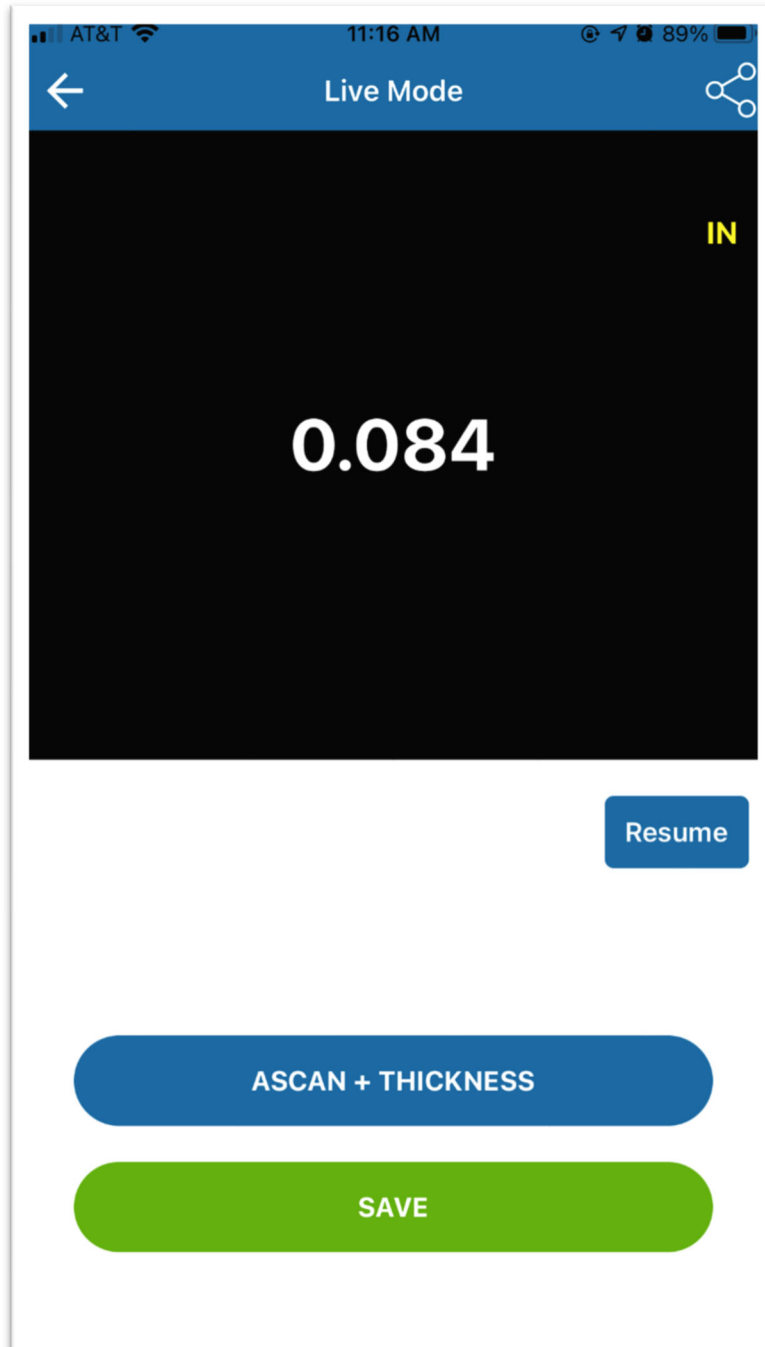 AT&T 11:16 AM 89%
Live Mode
IN
0.084
Resume
ASCAN + THICKNESS
SAVE